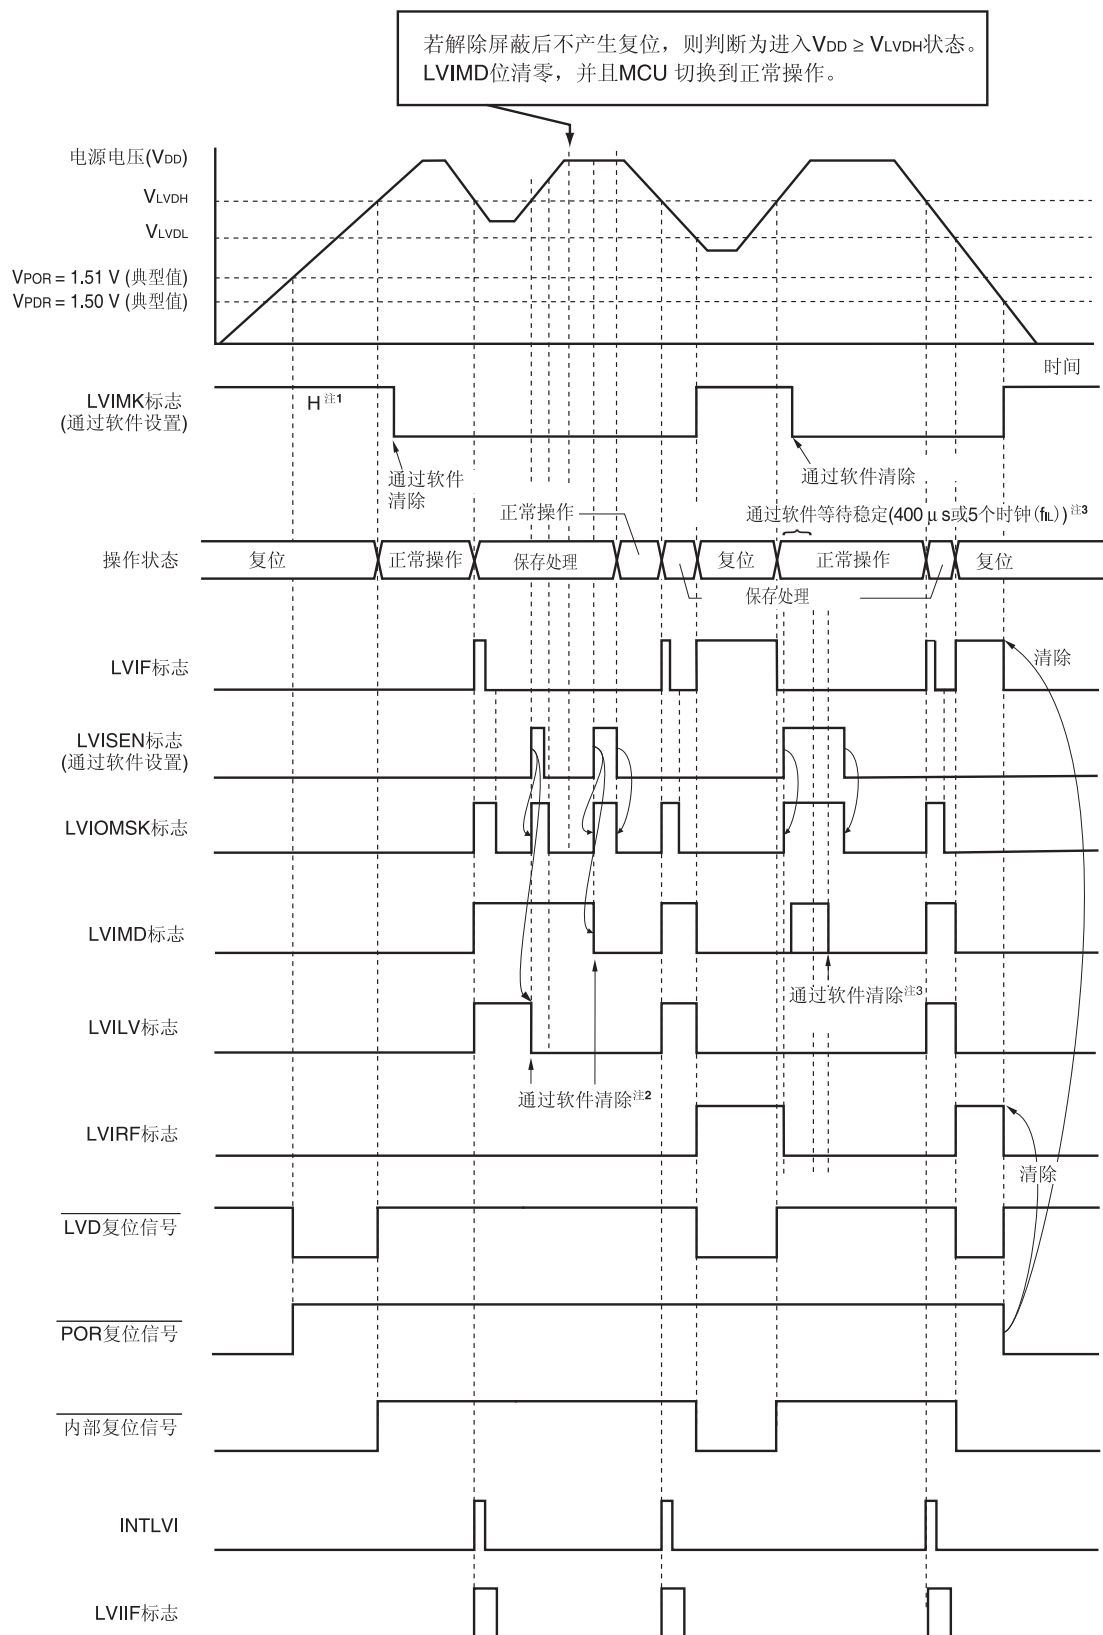 若解除屏蔽后不产生复位，则判断为进入VDD ≥ VLVDH状态。
LVIMD位清零，并且MCU 切换到正常操作。
电源电压(VDD)
VLVDH
VLVDL
VPOR = 1.51 V (典型值)
VPDR = 1.50 V (典型值)
时间
LVIMK标志
(通过软件设置)
H 注1
通过软件
清除
通过软件清除
正常操作
通过软件等待稳定(400 μs或5个时钟(fIL)) 注3
操作状态
复位
正常操作
保存处理
复位
正常操作
复位
保存处理
LVIF标志
清除
LVISEN标志
(通过软件设置)
LVIOMSK标志
LVIMD标志
通过软件清除注3
LVILV标志
通过软件清除注2
LVIRF标志
清除
LVD复位信号
POR复位信号
内部复位信号
INTLVI
LVIIF标志